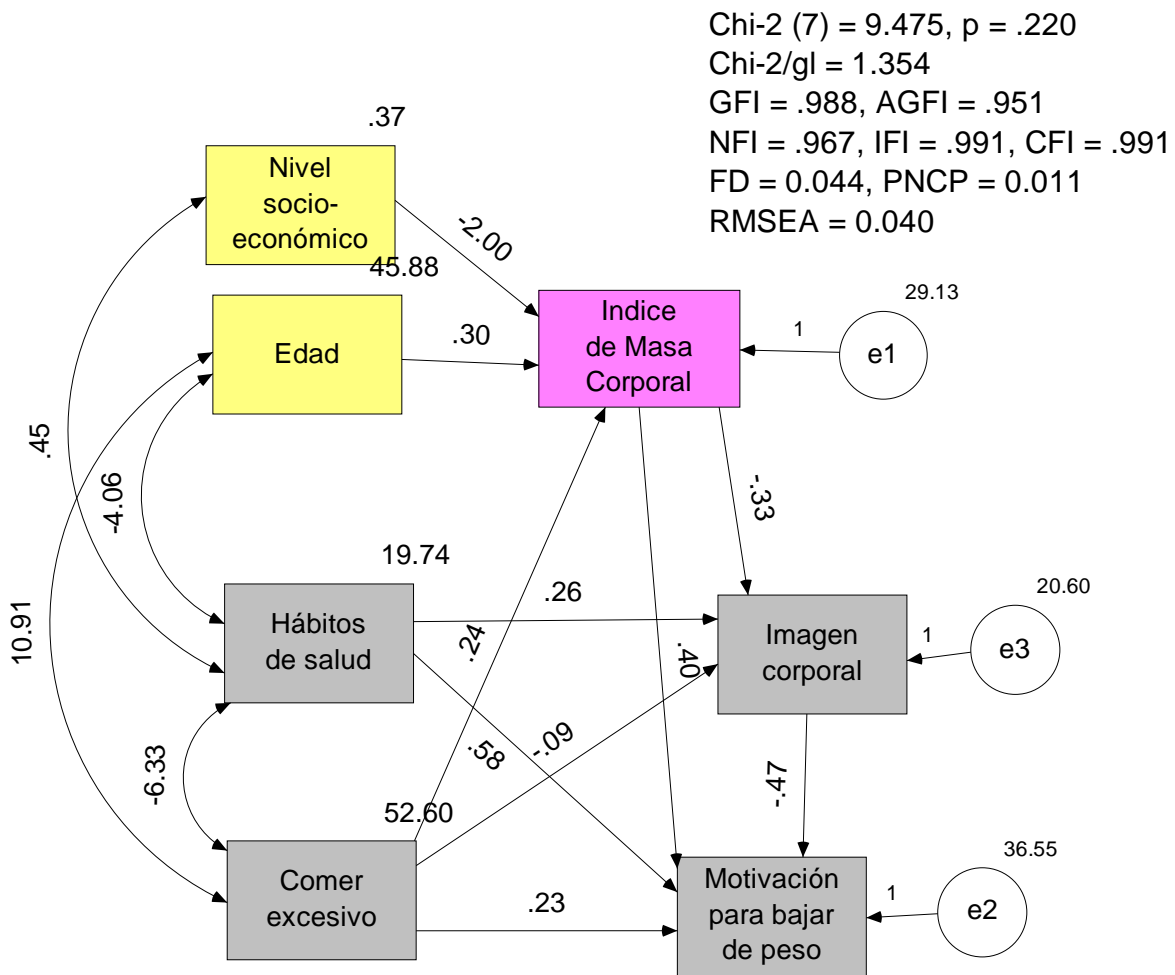 Chi-2 (7) = 9.475, p = .220
Chi-2/gl = 1.354
GFI = .988, AGFI = .951
NFI = .967, IFI = .991, CFI = .991
FD = 0.044, PNCP = 0.011
RMSEA = 0.040
.37
Nivel
socio-
económico
-2.00
45.88
Edad
.30
Indice
de Masa
Corporal
1
29.13
e1
.45
-4.06
10.91
-.33
19.74
Hábitos
de salud
.26
.24
.40
Imagen
corporal
1
20.60
e3
.58
-.09
-6.33
-.47
52.60
Comer
excesivo
.23
Motivación
para bajar
de peso
1
36.55
e2